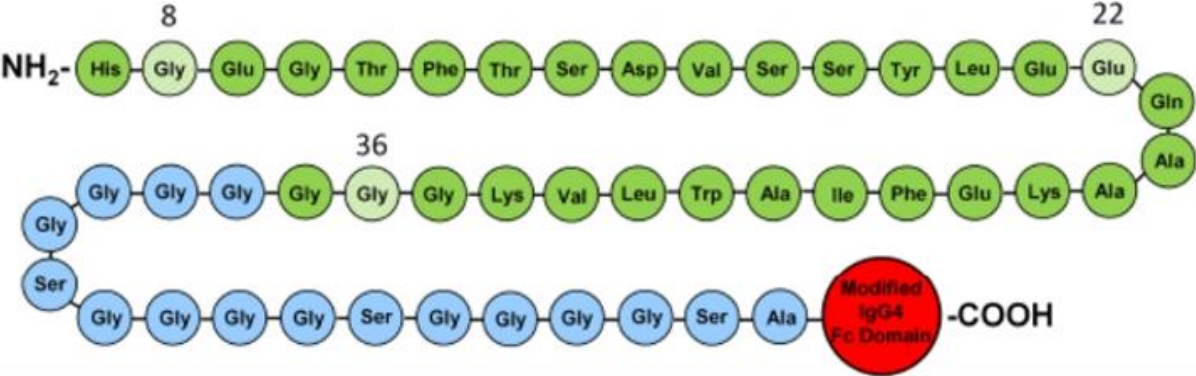 8 22
NH₂- His Gly Glu Gly Thr Phe Thr Ser Asp Val Ser Ser Tyr Leu Glu Glu
Gln
Ala
36
Gly Gly Gly Gly Gly Gly Lys Val Leu Trp Ala Ile Phe Glu Lys Ala
Gly
Ser
Gly Gly Gly Gly Ser Gly Gly Gly Gly Ser Ala
Modified
IgG4
Fc Domain
-COOH